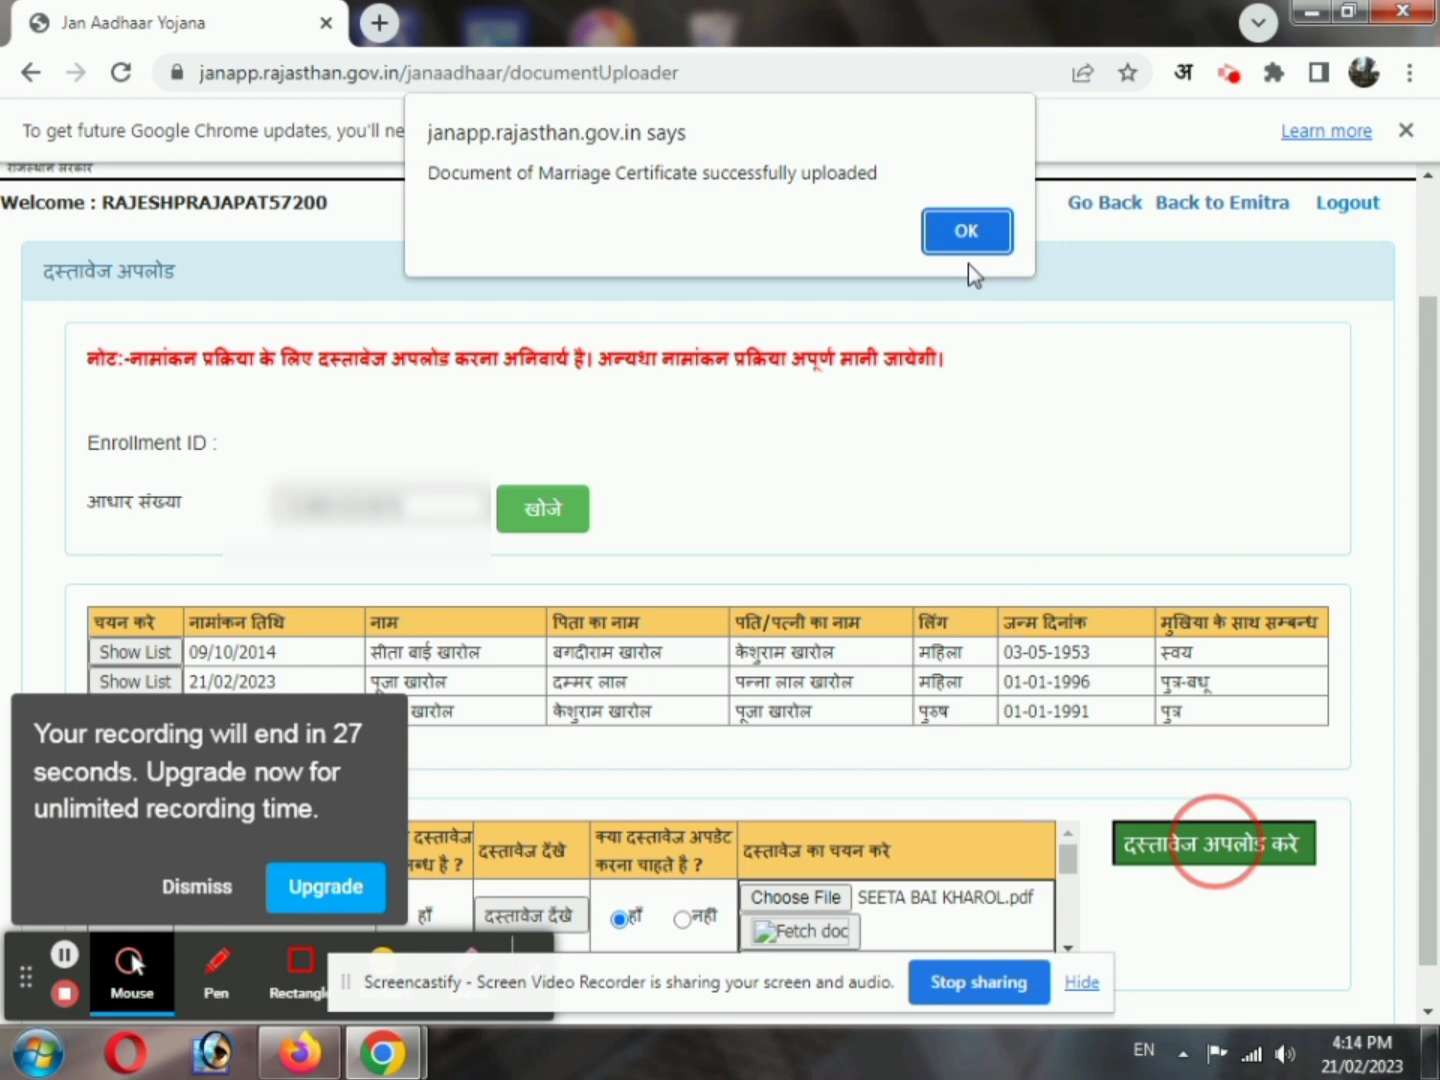 Jan Aadhaar Yojana
janapp.rajasthan.gov.in/janaadhaar/documentUploader
अ
To get future Google Chrome updates, you'll ne
Learn more
janapp.rajasthan.gov.in says
Document of Marriage Certificate successfully uploaded
OK
राजस्थान सरकार
Welcome : RAJESHPRAJAPAT57200
Go Back Back to Emitra Logout
दस्तावेज अपलोड
नोट:-नामांकन प्रक्रिया के लिए दस्तावेज अपलोड करना अनिवार्य है। अन्यथा नामांकन प्रक्रिया अपूर्ण मानी जायेगी।
Enrollment ID :
आधार संख्या
खोजे
चयन करे नामांकन तिथि नाम पिता का नाम पति/पत्नी का नाम लिंग जन्म दिनांक मुखिया के साथ सम्बन्ध
Show List 09/10/2014 सीता बाई खारोल बगदीराम खारोल केशुराम खारोल महिला 03-05-1953 स्वय
Show List 21/02/2023 पूजा खारोल दम्मर लाल पन्ना लाल खारोल महिला 01-01-1996 पुत्र-बधू
खारोल केशुराम खारोल पूजा खारोल पुरुष 01-01-1991 पुत्र
Your recording will end in 27
seconds. Upgrade now for
unlimited recording time.
Dismiss Upgrade
दस्तावेज दस्तावेज देंखे क्या दस्तावेज अपडेट दस्तावेज का चयन करे
है ? करना चाहते है ?
दस्तावेज अपलोड करे
हाँ दस्तावेज देंखे हाँ नही Choose File SEETA BAI KHAROL.pdf
Fetch doc
Mouse Pen Rectangl
Screencastify - Screen Video Recorder is sharing your screen and audio. Stop sharing Hide
EN
4:14 PM
21/02/2023